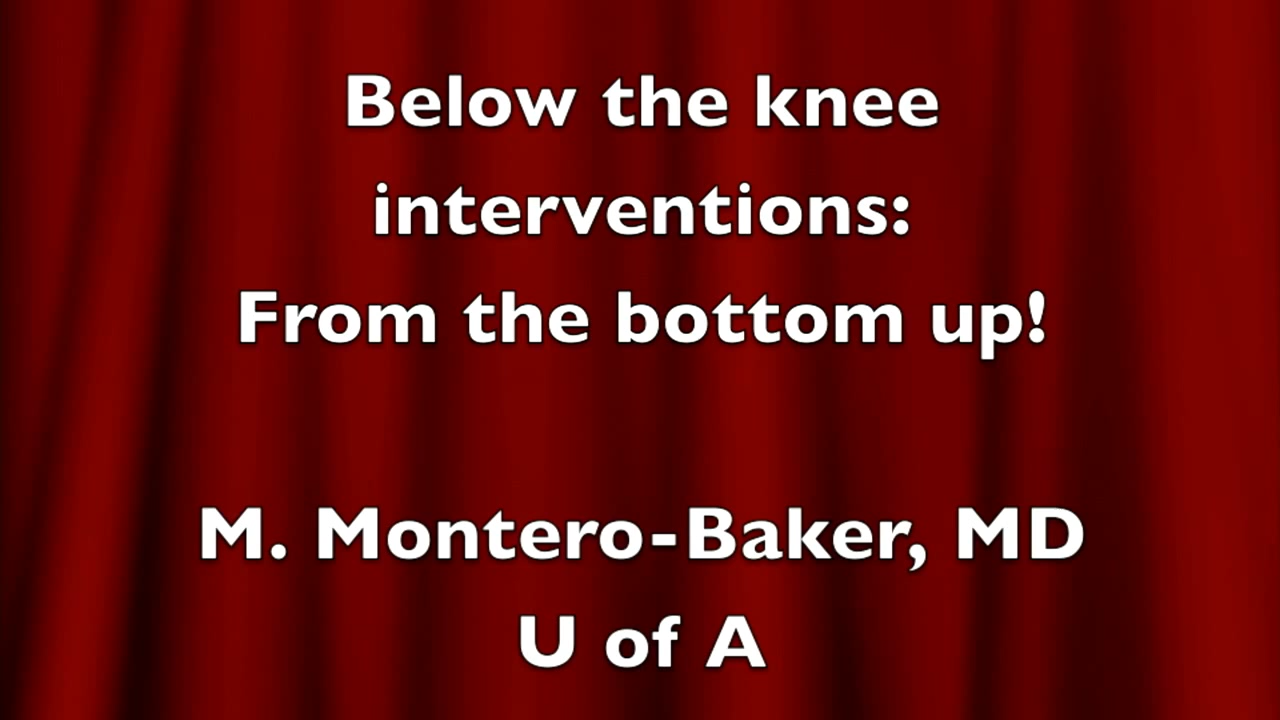 Below the knee
interventions:
From the bottom up!
M. Montero-Baker, MD
U of A